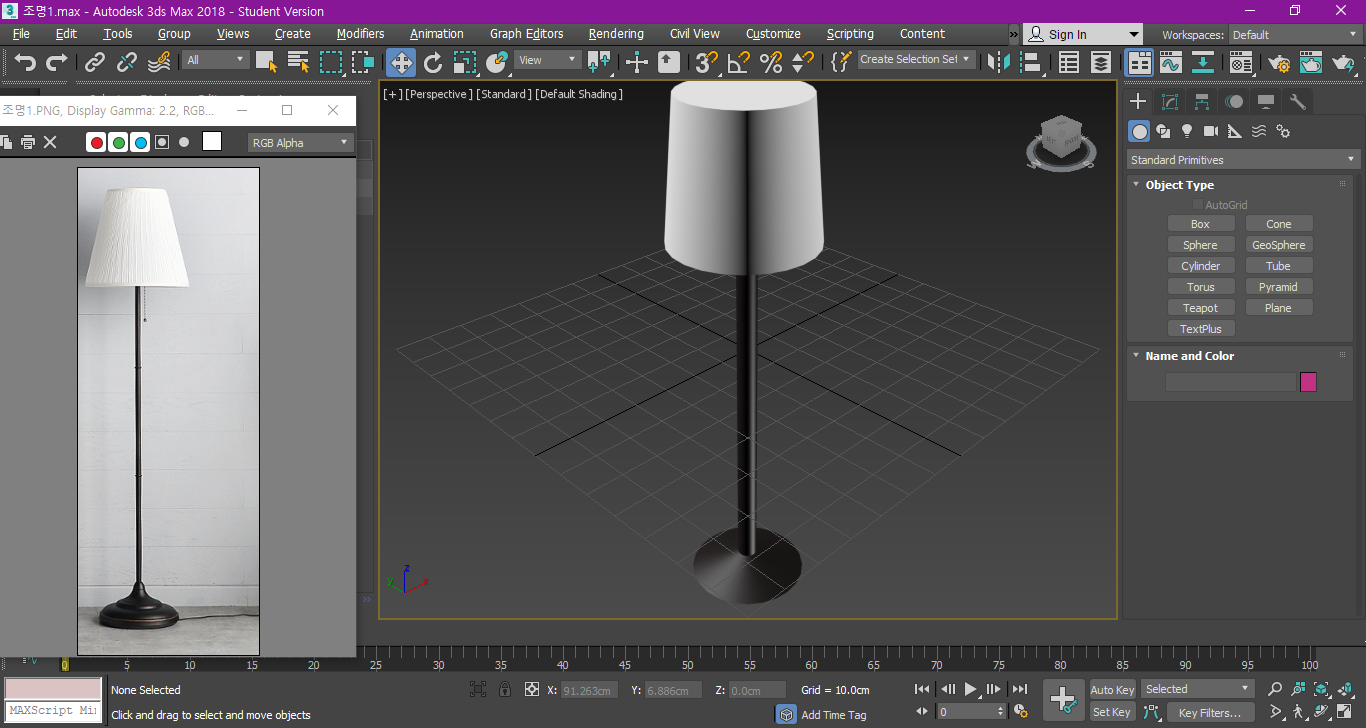 조명1.max - Autodesk 3ds Max 2018 - Student Version
File Edit Tools Group Views Create Modifiers Animation Graph Editors Rendering Civil View Customize Scripting Content » Sign In Workspaces: Default
All View 3 Create Selection Set
조명1.PNG, Display Gamma: 2.2, RGB...
RGB Alpha
[+] [Perspective ] [Standard ] [Default Shading ]
Standard Primitives
Object Type
AutoGrid
Box Cone
Sphere GeoSphere
Cylinder Tube
Torus Pyramid
Teapot Plane
TextPlus
Name and Color
z
y x
0 5 10 15 20 25 30 35 40 45 50 55 60 65 70 75 80 85 90 95 100
None Selected X: 91.263cm Y: 6.886cm Z: 0.0cm Grid = 10.0cm Auto Key Selected
MAXScript Mi Click and drag to select and move objects Add Time Tag 0 Set Key Key Filters...